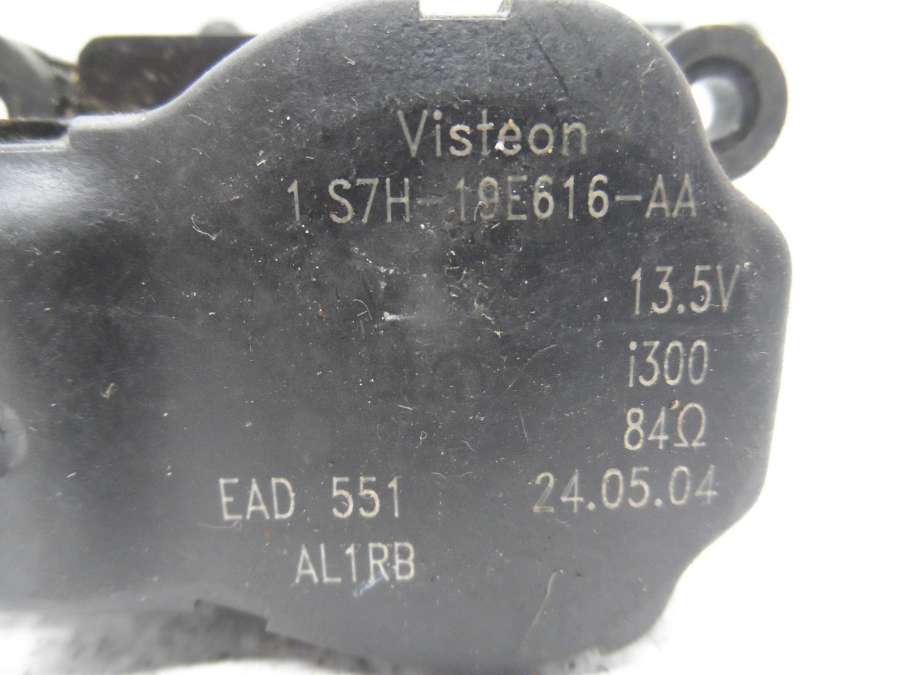 Visteon
1 S7H-19E616-AA
13.5V
i300
84Ω
EAD 551 24.05.04
AL1RB